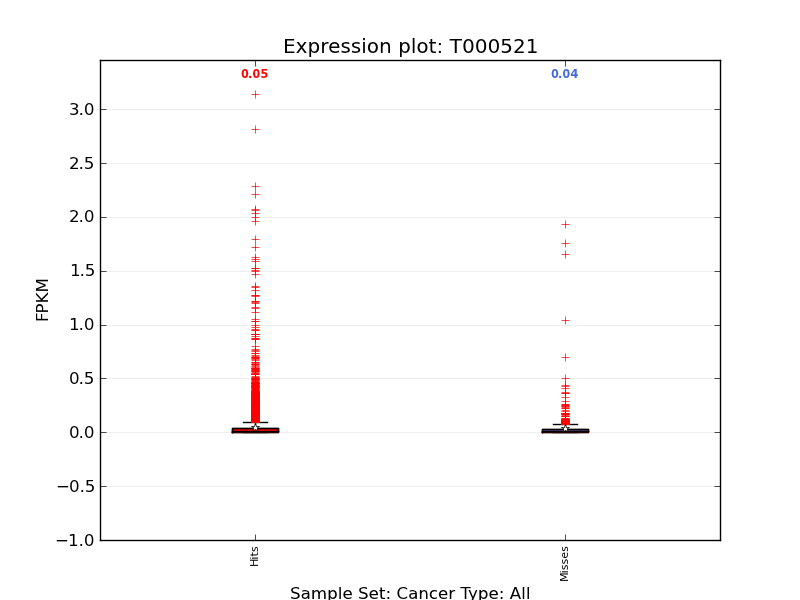 Expression plot: T000521
0.05
0.04
3.0
2.5
2.0
1.5
1.0
0.5
0.0
−0.5
−1.0
FPKM
Hits
Misses
Sample Set: Cancer Type: All